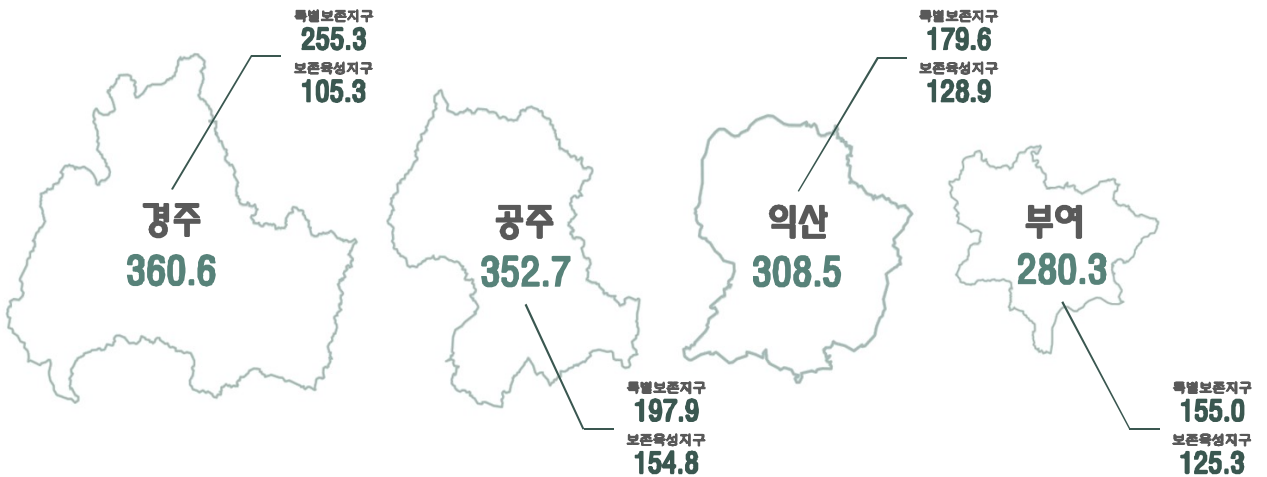 특별보존지구
255.3
보존육성지구
105.3
경주
360.6
공주
352.7
특별보존지구
197.9
보존육성지구
154.8
특별보존지구
179.6
보존육성지구
128.9
익산
308.5
부여
280.3
특별보존지구
155.0
보존육성지구
125.3